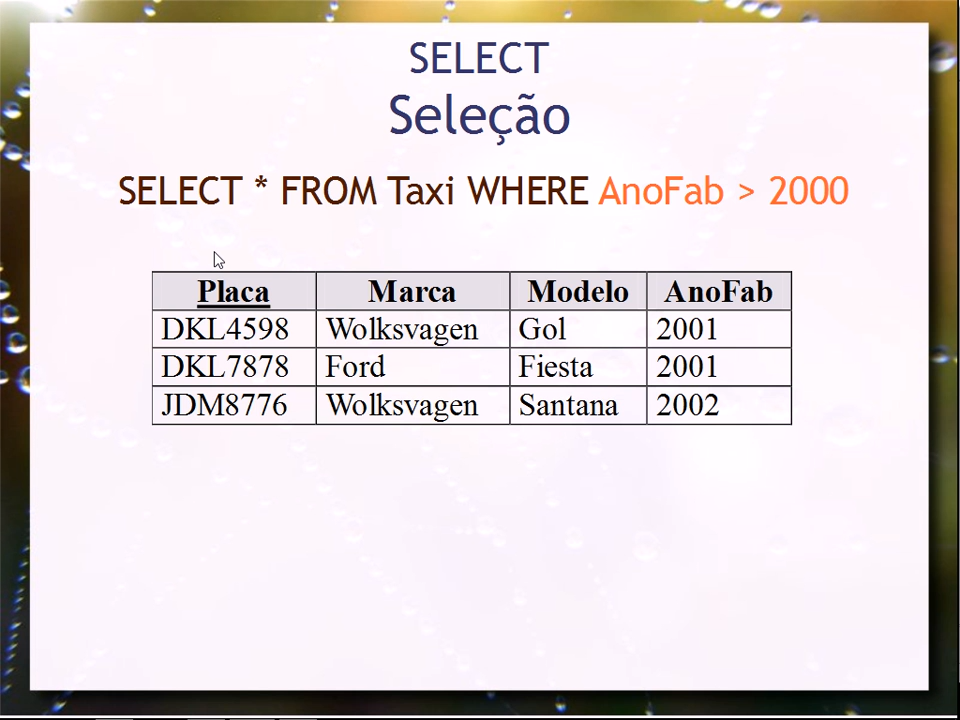 SELECT
Seleção
SELECT * FROM Taxi WHERE AnoFab > 2000
Placa Marca Modelo AnoFab
DKL4598 Wolksvagen Gol 2001
DKL7878 Ford Fiesta 2001
JDM8776 Wolksvagen Santana 2002